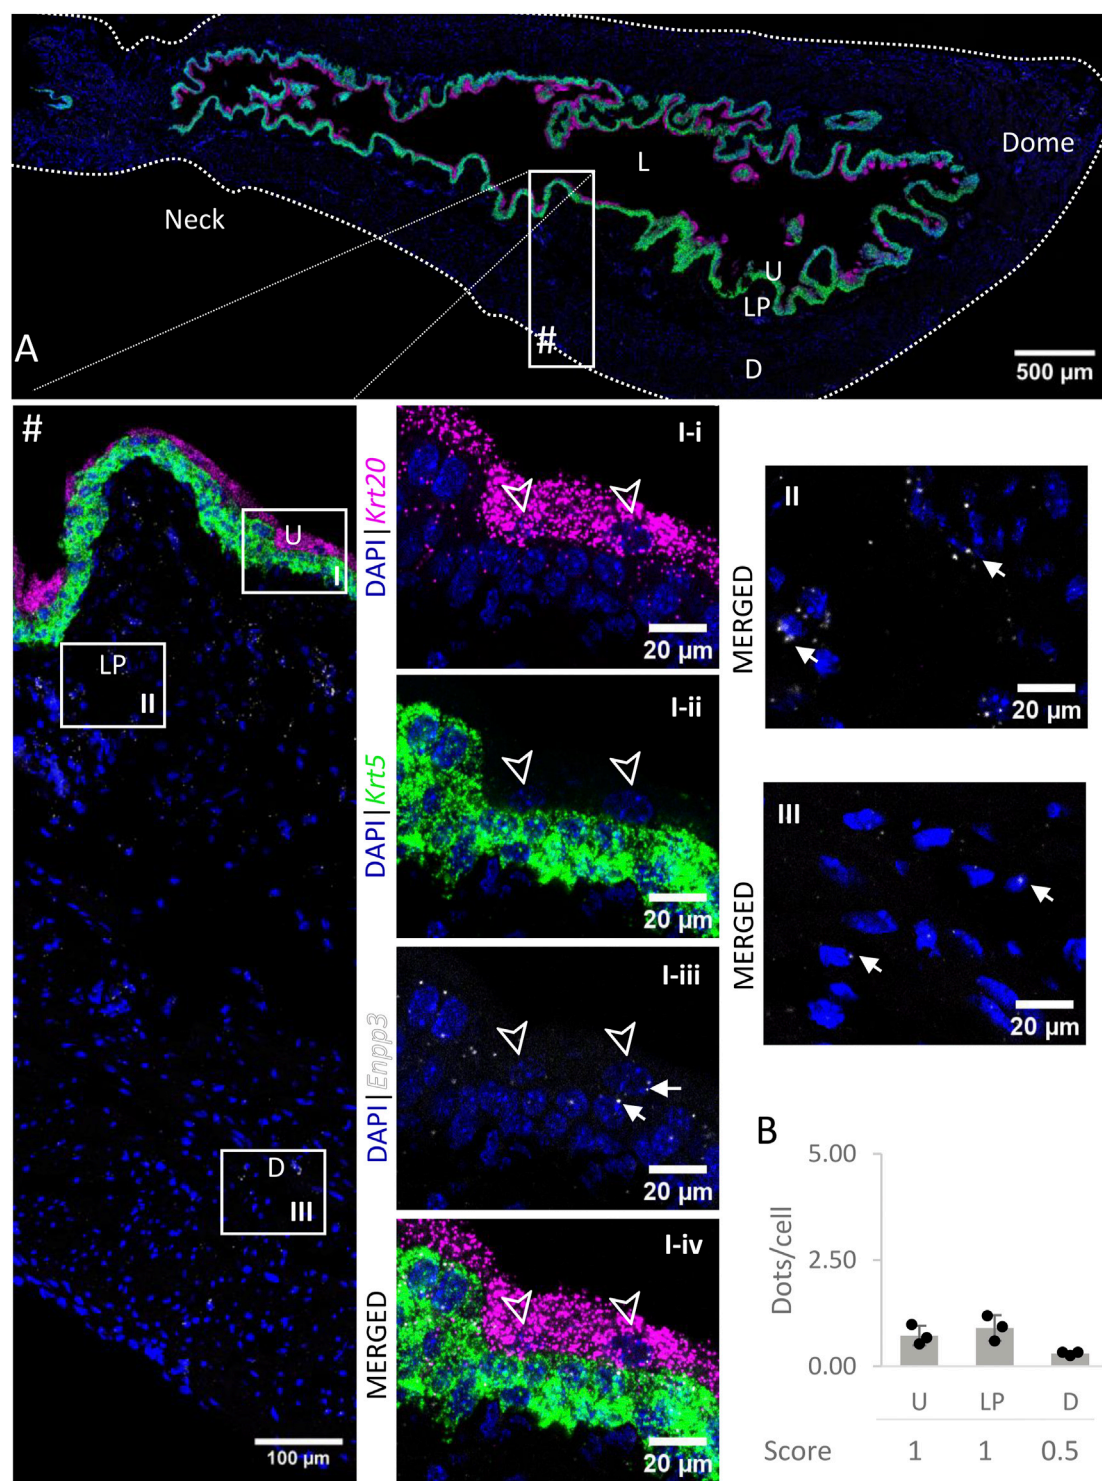 Dome
L
Neck
U
LP
A
#
D
500 µm
#
U
I
LP
II
D
III
100 µm
DAPI|Krt20
I-i
20 µm
DAPI|Krt5
I-ii
20 µm
DAPI|Enpp3
I-iii
20 µm
MERGED
I-iv
20 µm
MERGED
II
20 µm
MERGED
III
20 µm
B
Dots/cell
5.00
2.50
0.00
U LP D
Score 1 1 0.5